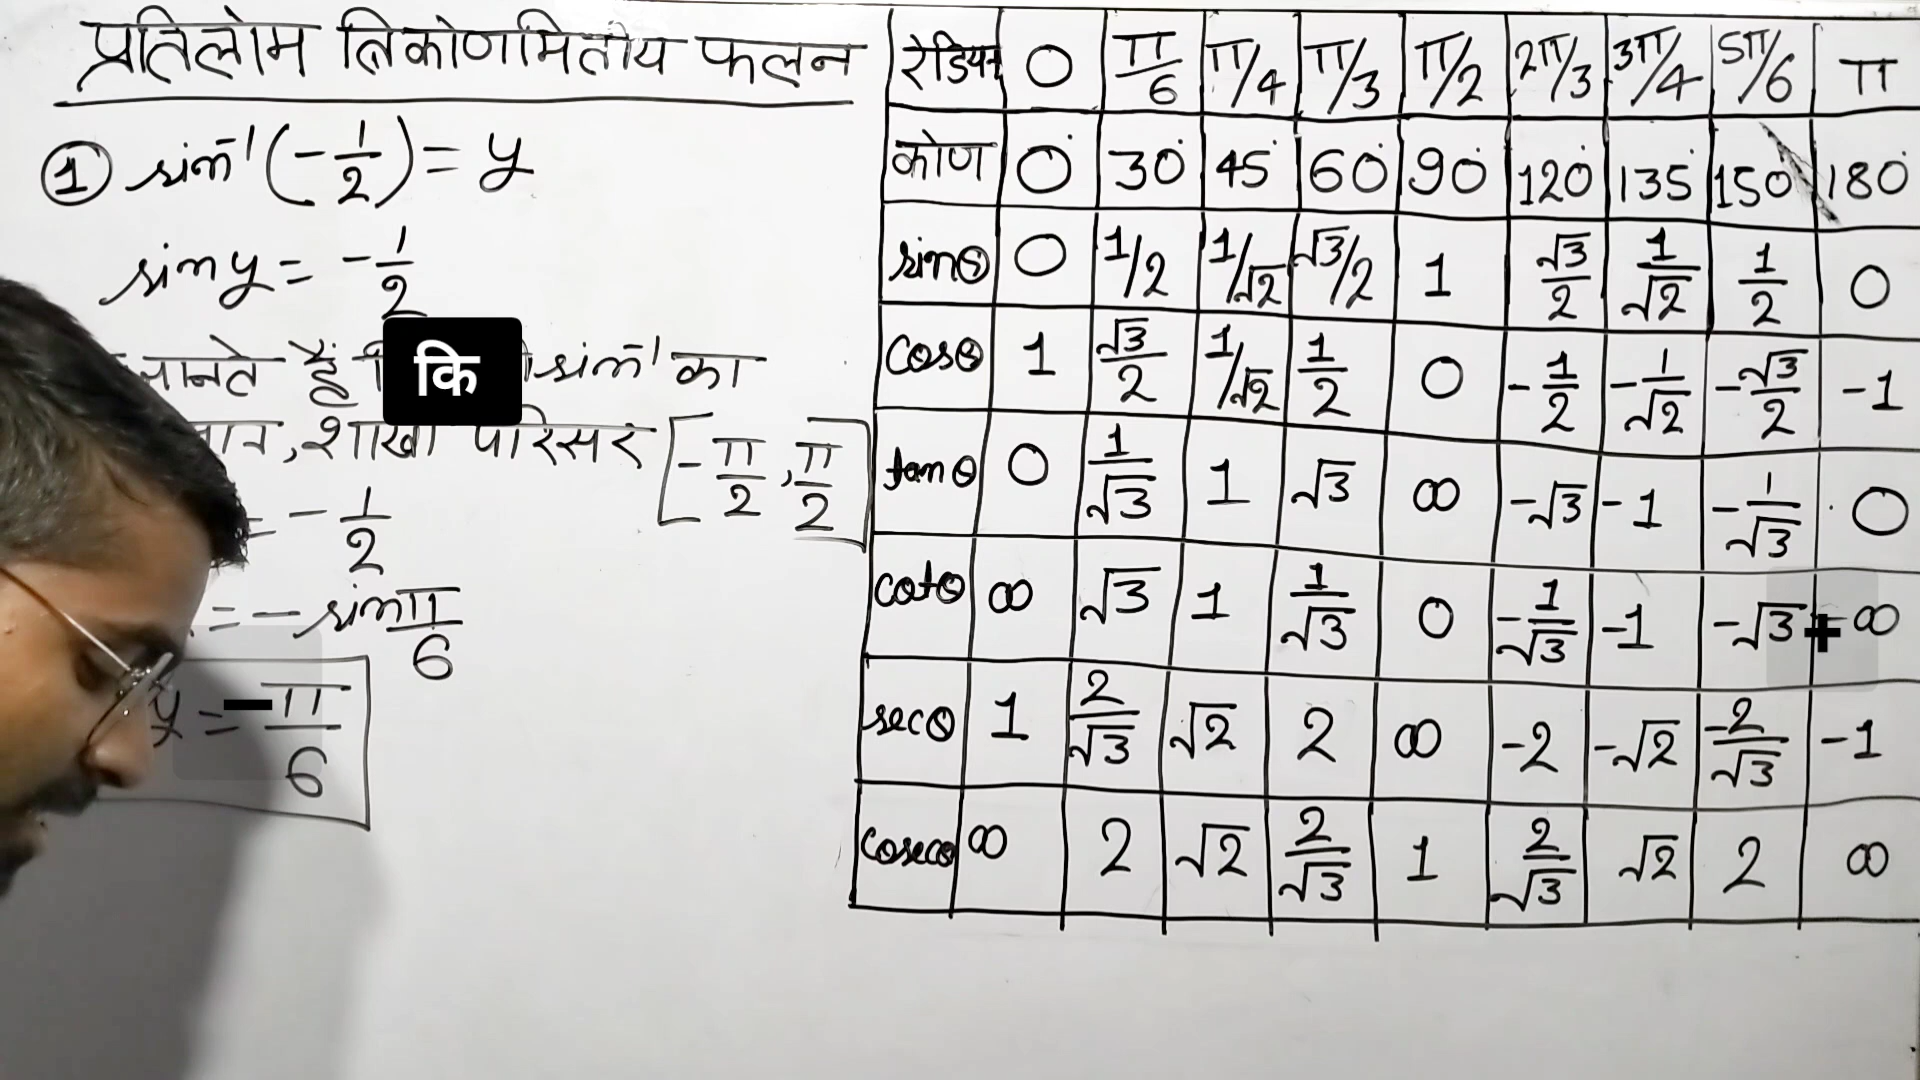 प्रतिलोम त्रिकोणमितीय फलन
① sin⁻¹(-1/2) = y
sin y = -1/2
जानते हैं कि sin⁻¹ का
शाखा परिसर [-π/2, π/2]
= -1/2
= - sin π/6
y = -π/6
रेडियन 0 π/6 π/4 π/3 π/2 2π/3 3π/4 5π/6 π
कोण 0° 30° 45° 60° 90° 120° 135° 150° 180°
sinθ 0 1/2 1/√2 √3/2 1 √3/2 1/√2 1/2 0
cosθ 1 √3/2 1/√2 1/2 0 -1/2 -1/√2 -√3/2 -1
tanθ 0 1/√3 1 √3 ∞ -√3 -1 -1/√3 0
cotθ ∞ √3 1 1/√3 0 -1/√3 -1 -√3 +∞
secθ 1 2/√3 √2 2 ∞ -2 -√2 -2/√3 -1
cosecθ ∞ 2 √2 2/√3 1 2/√3 √2 2 ∞